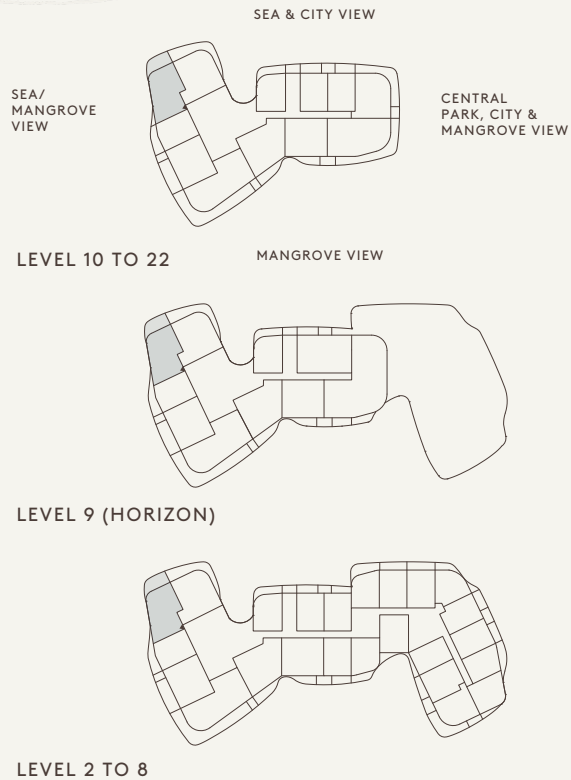 SEA & CITY VIEW
SEA/
MANGROVE
VIEW
CENTRAL
PARK, CITY &
MANGROVE VIEW
LEVEL 10 TO 22
MANGROVE VIEW
LEVEL 9 (HORIZON)
LEVEL 2 TO 8